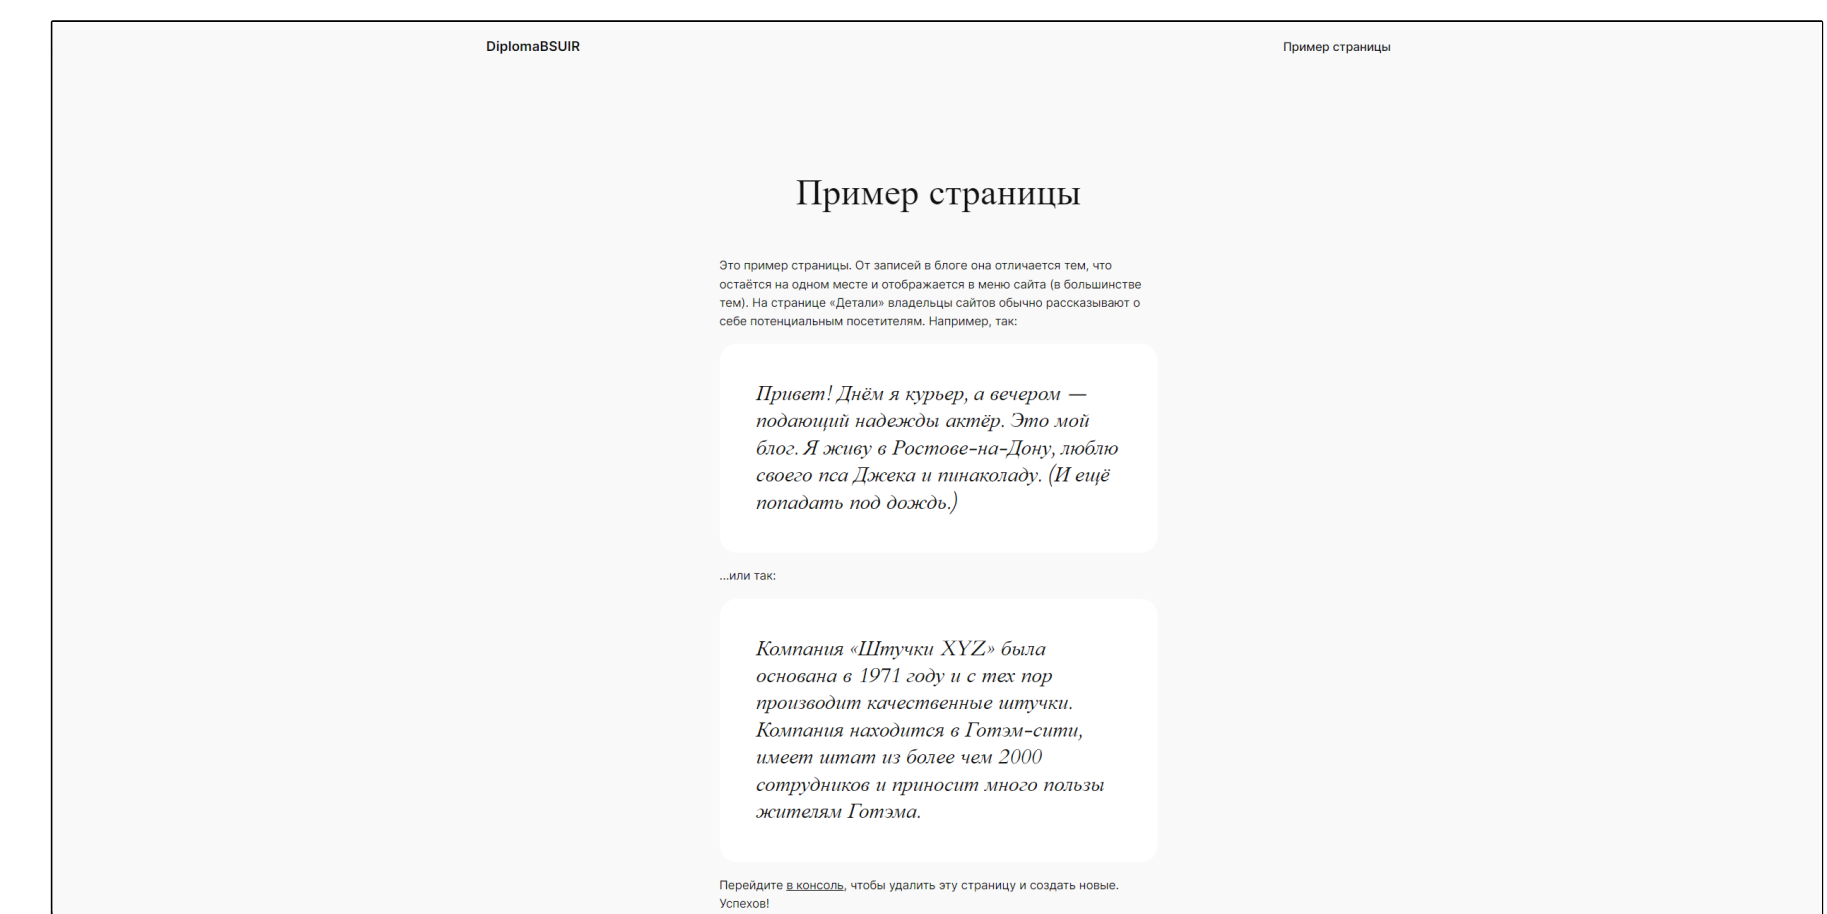 DiplomaBSUIR
Пример страницы
Пример страницы
Это пример страницы. От записей в блоге она отличается тем, что
остаётся на одном месте и отображается в меню сайта (в большинстве
тем). На странице «Детали» владельцы сайтов обычно рассказывают о
себе потенциальным посетителям. Например, так:
Привет! Днём я курьер, а вечером —
подающий надежды актёр. Это мой
блог. Я живу в Ростове-на-Дону, люблю
своего пса Джека и пинаколаду. (И ещё
попадать под дождь.)
...или так:
Компания «Штучки XYZ» была
основана в 1971 году и с тех пор
производит качественные штучки.
Компания находится в Готэм-сити,
имеет штат из более чем 2000
сотрудников и приносит много пользы
жителям Готэма.
Перейдите в консоль, чтобы удалить эту страницу и создать новые.
Успехов!